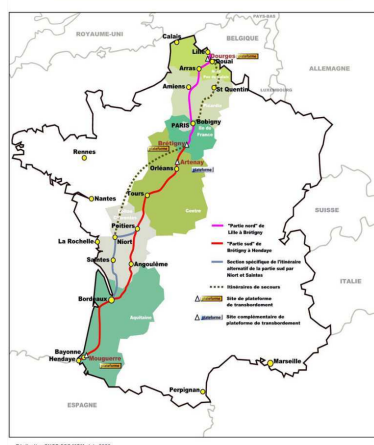 PAYS-BAS
ROYAUME-UNI
BELGIQUE
Calais
Lille
Dourges
Douai
ALLEMAGNE
Arras
Amiens
St Quentin
LUXEMBOURG
PARIS
Bobigny
Ile de
France
Brétigny
Rennes
Artenay
Orléans
Nantes
Tours
Centre
SUISSE
Poitiers
La Rochelle
Niort
Saintes
Angoulême
"Partie nord" de
Lille à Brétigny
"Partie sud" de
Brétigny à Hendaye
Section spécifique de l'itinéraire
alternatif de la partie sud par
Niort et Saintes
Itinéraires de secours
Site de plateforme
de transbordement
Site complémentaire de
plateforme de transbordement
ITALIE
Bordeaux
Aquitaine
Bayonne
Hendaye
Mouguerre
Marseille
Perpignan
ESPAGNE